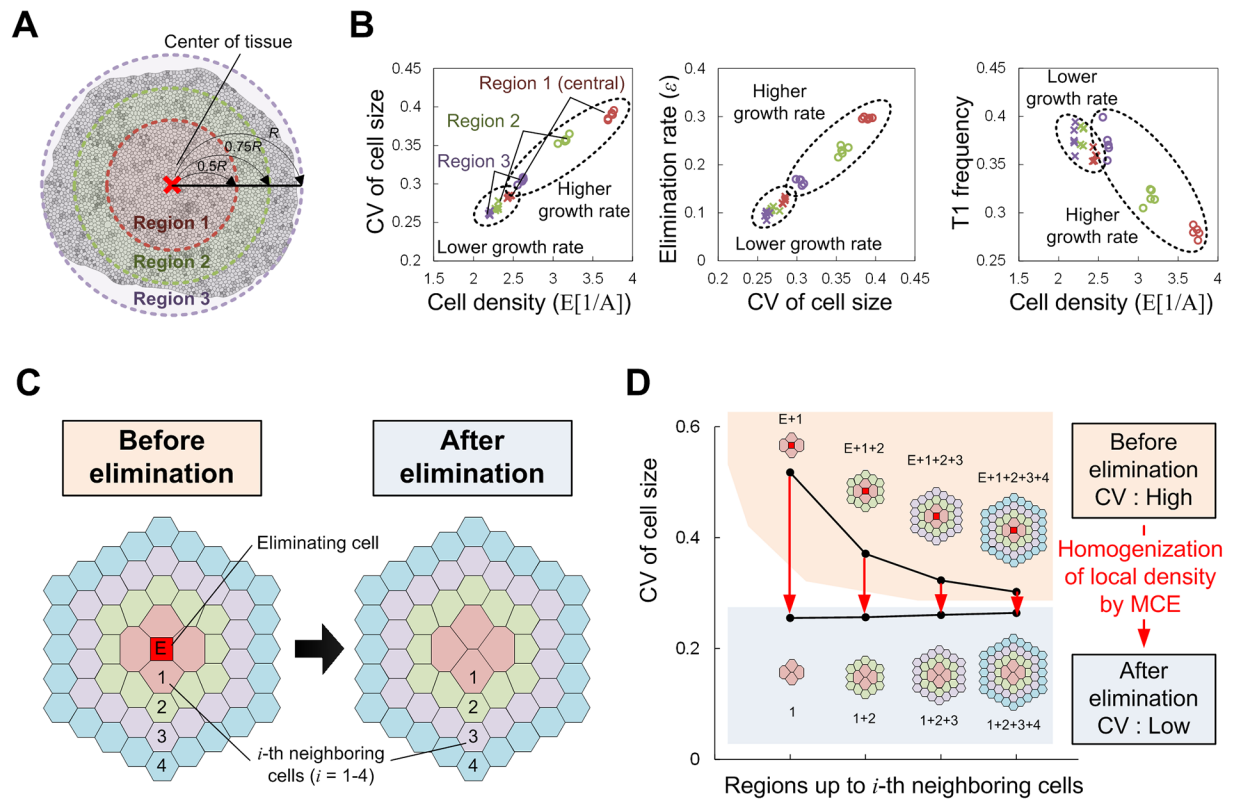 A
Center of tissue
R
0.75R
0.5R
Region 1
Region 2
Region 3
B
CV of cell size
0.45
0.4
0.35
0.3
0.25
0.2
Region 1 (central)
Region 2
Region 3
Higher
growth rate
Lower growth rate
1.5
2
2.5
3
3.5
4
Cell density (E[1/A])
Elimination rate (ε)
0.4
0.3
0.2
0.1
0
Higher
growth rate
Lower growth rate
0.2
0.25
0.3
0.35
0.4
0.45
CV of cell size
T1 frequency
0.45
0.4
0.35
0.3
0.25
Lower
growth rate
Higher
growth rate
1.5
2
2.5
3
3.5
4
Cell density (E[1/A])
C
Before
elimination
After
elimination
Eliminating cell
E
1
2
3
4
1
2
3
4
i-th neighboring
cells (i = 1-4)
D
CV of cell size
0.6
0.4
0.2
0
E+1
E+1+2
E+1+2+3
E+1+2+3+4
1
1+2
1+2+3
1+2+3+4
Regions up to i-th neighboring cells
Before
elimination
CV : High
Homogenization
of local density
by MCE
After
elimination
CV : Low